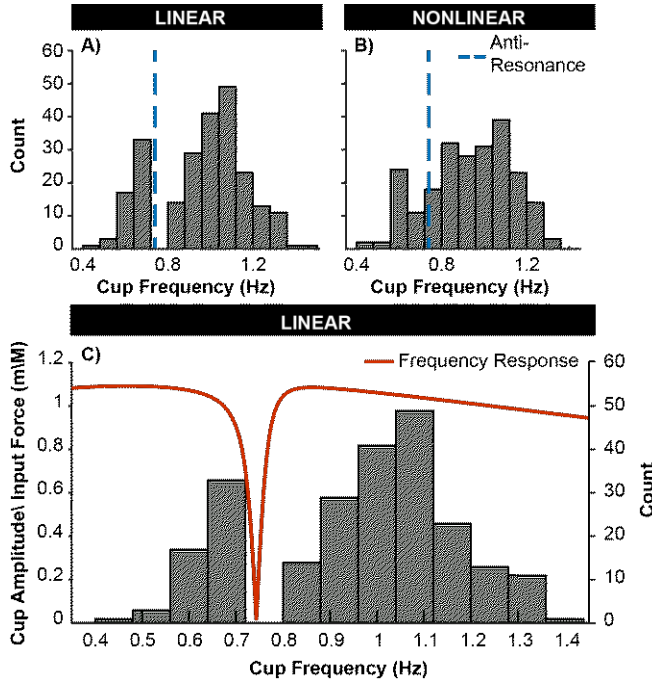 LINEAR
NONLINEAR
A)
B)
Anti-
Resonance
60
50
40
30
20
10
0
Count
0.4
0.8
1.2
Cup Frequency (Hz)
0.4
0.8
1.2
Cup Frequency (Hz)
LINEAR
C)
Frequency Response
1.2
1
0.8
0.6
0.4
0.2
0
Cup Amplitude\ Input Force (m\M)
60
50
40
30
20
10
0
Count
0.4 0.5 0.6 0.7 0.8 0.9 1 1.1 1.2 1.3 1.4
Cup Frequency (Hz)